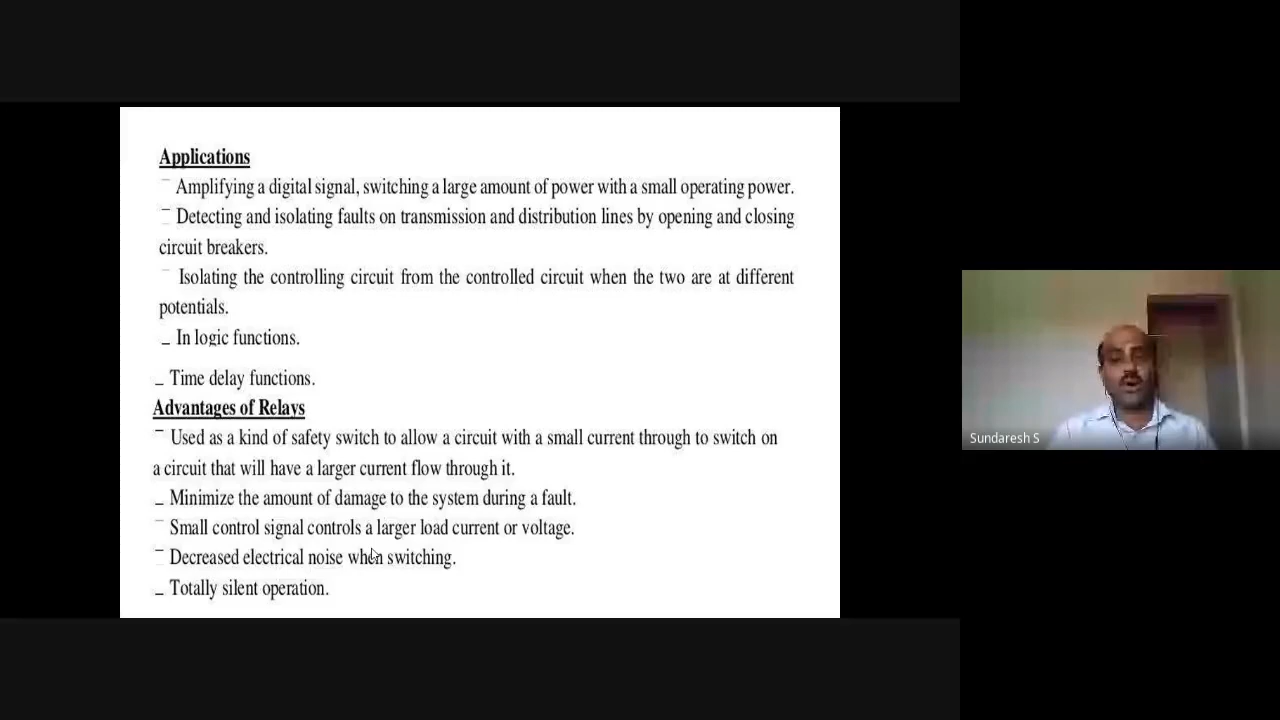 Applications
Amplifying a digital signal, switching a large amount of power with a small operating power.
Detecting and isolating faults on transmission and distribution lines by opening and closing
circuit breakers.
Isolating the controlling circuit from the controlled circuit when the two are at different
potentials.
In logic functions.
Time delay functions.
Advantages of Relays
Used as a kind of safety switch to allow a circuit with a small current through to switch on
a circuit that will have a larger current flow through it.
Minimize the amount of damage to the system during a fault.
Small control signal controls a larger load current or voltage.
Decreased electrical noise when switching.
Totally silent operation.
Sundaresh S